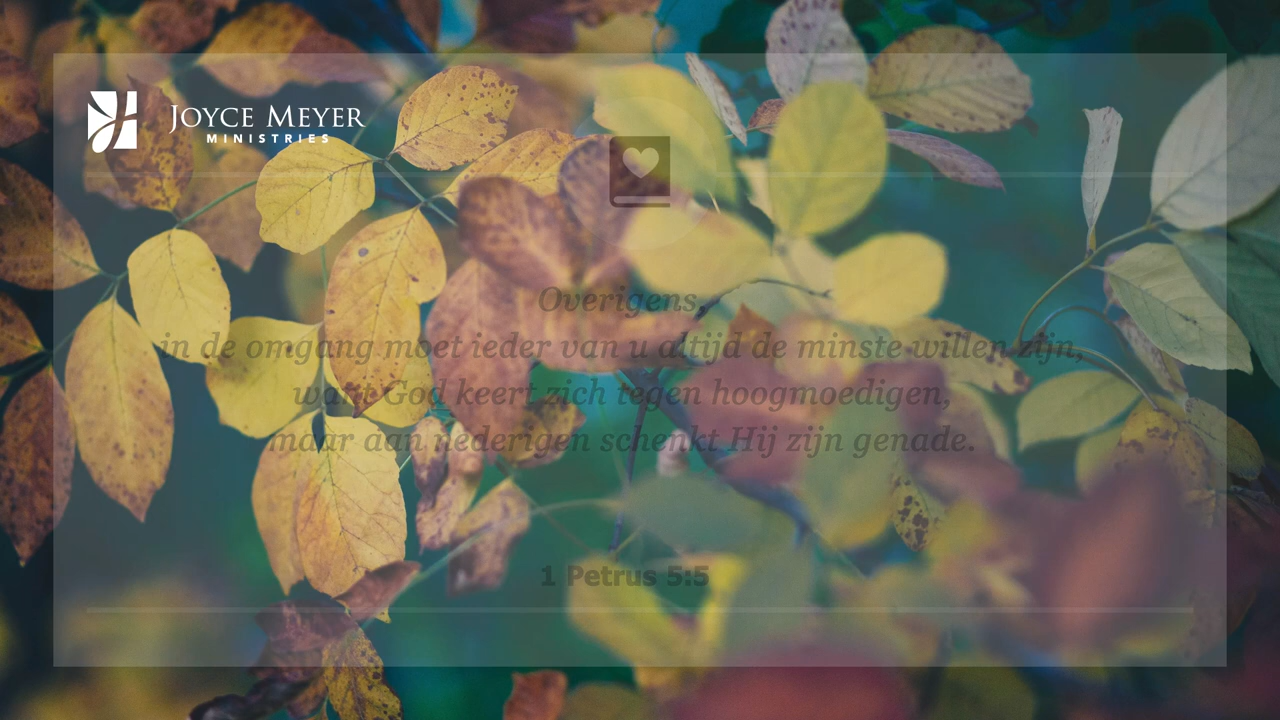 JOYCE MEYER
MINISTRIES
Overigens,
in de omgang moet ieder van u altijd de minste willen zijn,
want God keert zich tegen hoogmoedigen,
maar aan nederigen schenkt Hij zijn genade.
1 Petrus 5:5